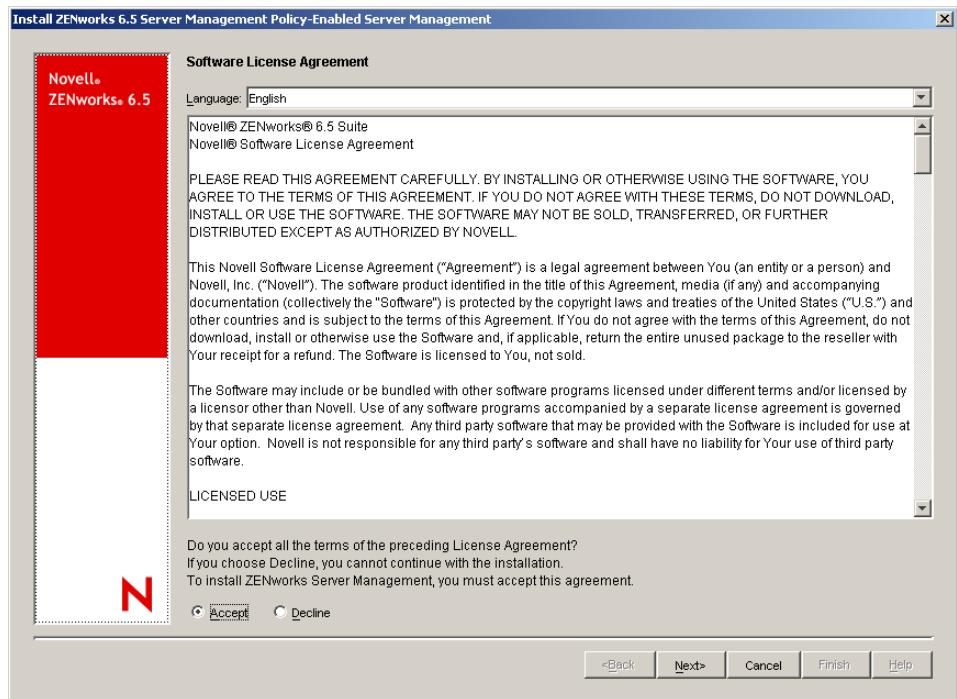 Install ZENworks 6.5 Server Management Policy-Enabled Server Management
Novell®
ZENworks® 6.5
Software License Agreement
Language: English
Novell® ZENworks® 6.5 Suite
Novell® Software License Agreement
PLEASE READ THIS AGREEMENT CAREFULLY. BY INSTALLING OR OTHERWISE USING THE SOFTWARE, YOU
AGREE TO THE TERMS OF THIS AGREEMENT. IF YOU DO NOT AGREE WITH THESE TERMS, DO NOT DOWNLOAD,
INSTALL OR USE THE SOFTWARE. THE SOFTWARE MAY NOT BE SOLD, TRANSFERRED, OR FURTHER
DISTRIBUTED EXCEPT AS AUTHORIZED BY NOVELL.
This Novell Software License Agreement (“Agreement”) is a legal agreement between You (an entity or a person) and
Novell, Inc. (“Novell”). The software product identified in the title of this Agreement, media (if any) and accompanying
documentation (collectively the "Software") is protected by the copyright laws and treaties of the United States (“U.S.”) and
other countries and is subject to the terms of this Agreement. If You do not agree with the terms of this Agreement, do not
download, install or otherwise use the Software and, if applicable, return the entire unused package to the reseller with
Your receipt for a refund. The Software is licensed to You, not sold.
The Software may include or be bundled with other software programs licensed under different terms and/or licensed by
a licensor other than Novell. Use of any software programs accompanied by a separate license agreement is governed
by that separate license agreement. Any third party software that may be provided with the Software is included for use at
Your option. Novell is not responsible for any third party's software and shall have no liability for Your use of third party
software.
LICENSED USE
Do you accept all the terms of the preceding License Agreement?
If you choose Decline, you cannot continue with the installation.
To install ZENworks Server Management, you must accept this agreement.
N
Accept Decline
<Back Next> Cancel Finish Help